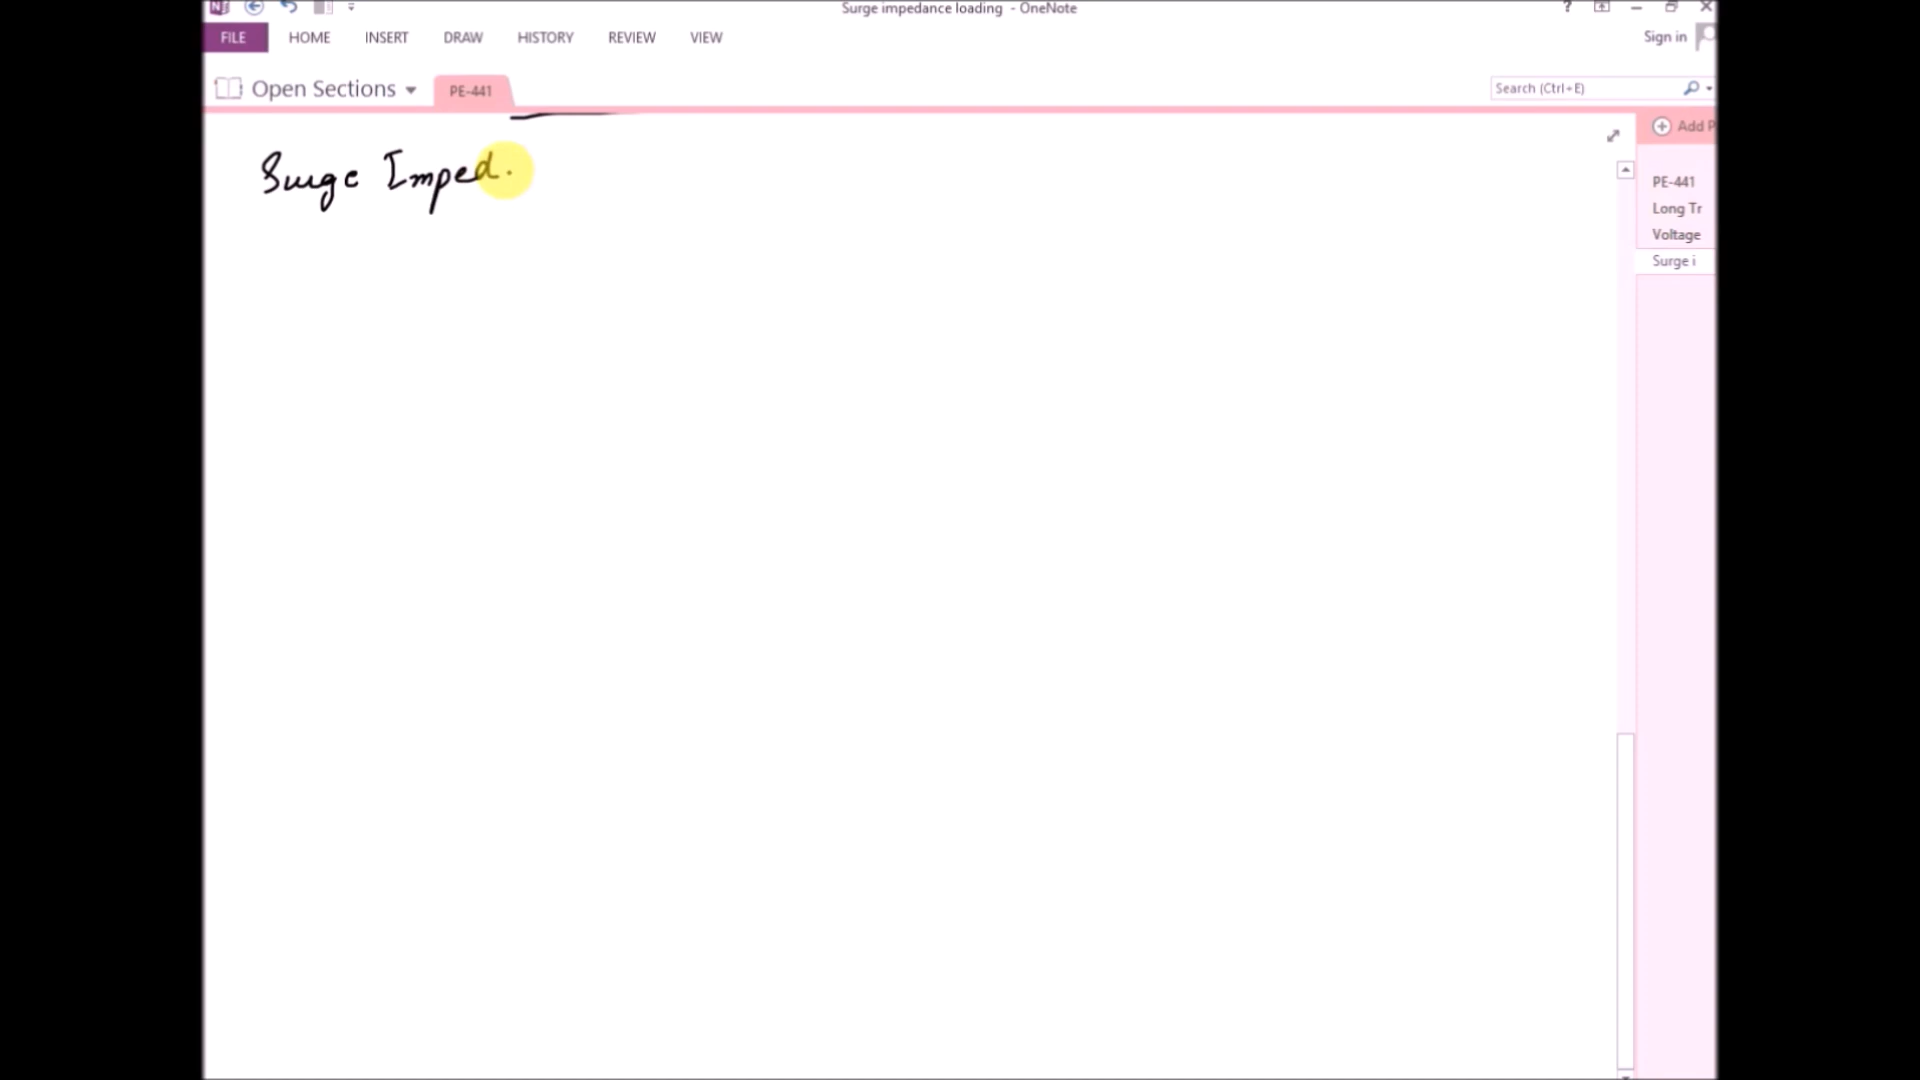 Surge impedance loading - OneNote
?
FILE HOME INSERT DRAW HISTORY REVIEW VIEW
Sign in
Open Sections PE-441
Search (Ctrl+E)
Add P
Surge Imped.
PE-441
Long Tr
Voltage
Surge i